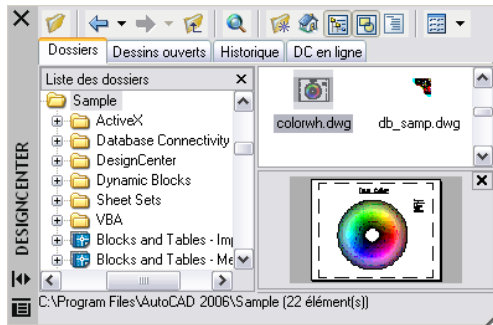 Dossiers Dessins ouverts Historique DC en ligne
Liste des dossiers
Sample
ActiveX
Database Connectivity
DesignCenter
Dynamic Blocks
Sheet Sets
VBA
Blocks and Tables - Im
Blocks and Tables - Me
colorwh.dwg db_samp.dwg
DESIGNCENTER
C:\Program Files\AutoCAD 2006\Sample (22 élément(s))